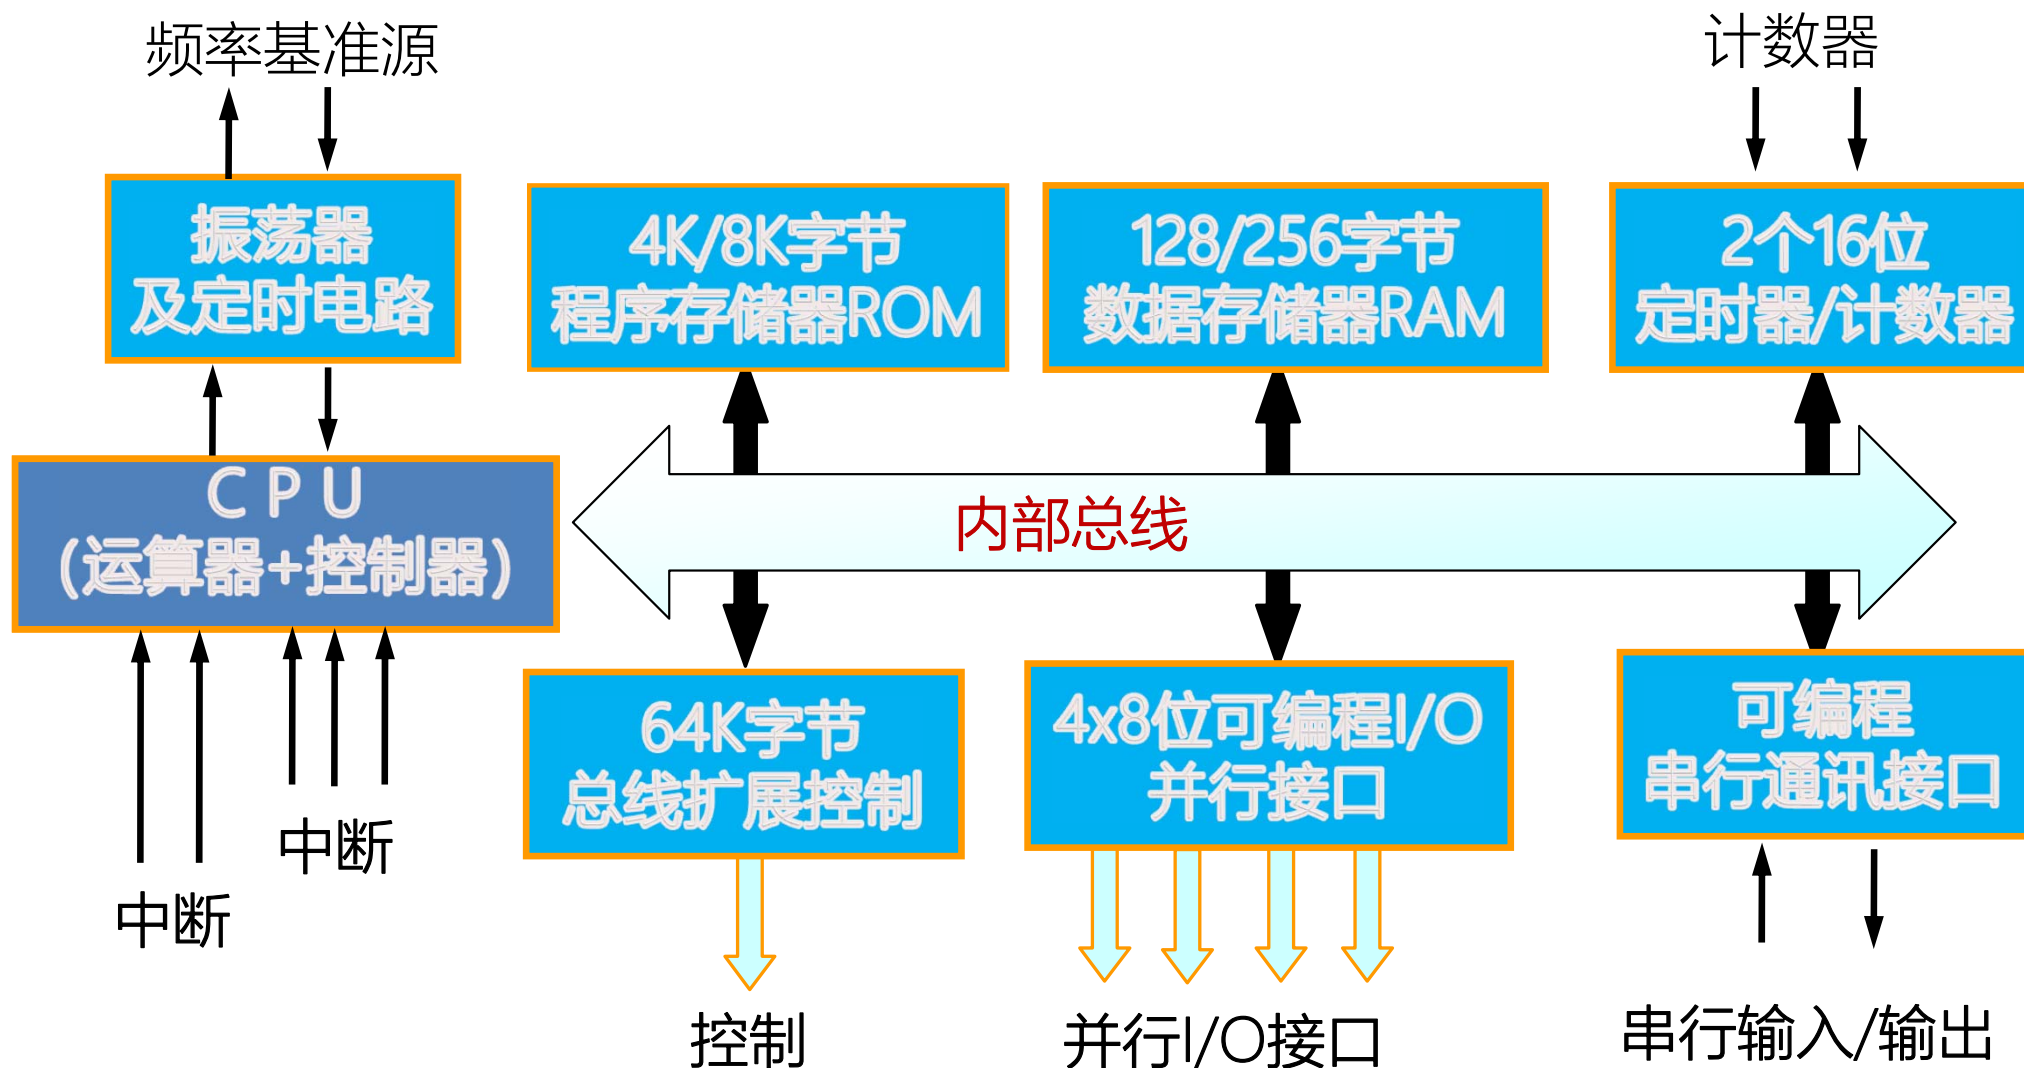 频率基准源
计数器
振荡器
及定时电路
4K/8K字节
程序存储器ROM
128/256字节
数据存储器RAM
2个16位
定时器/计数器
C P U
(运算器+控制器)
内部总线
64K字节
总线扩展控制
4x8位可编程I/O
并行接口
可编程
串行通讯接口
中断
中断
控制
并行I/O接口
串行输入/输出